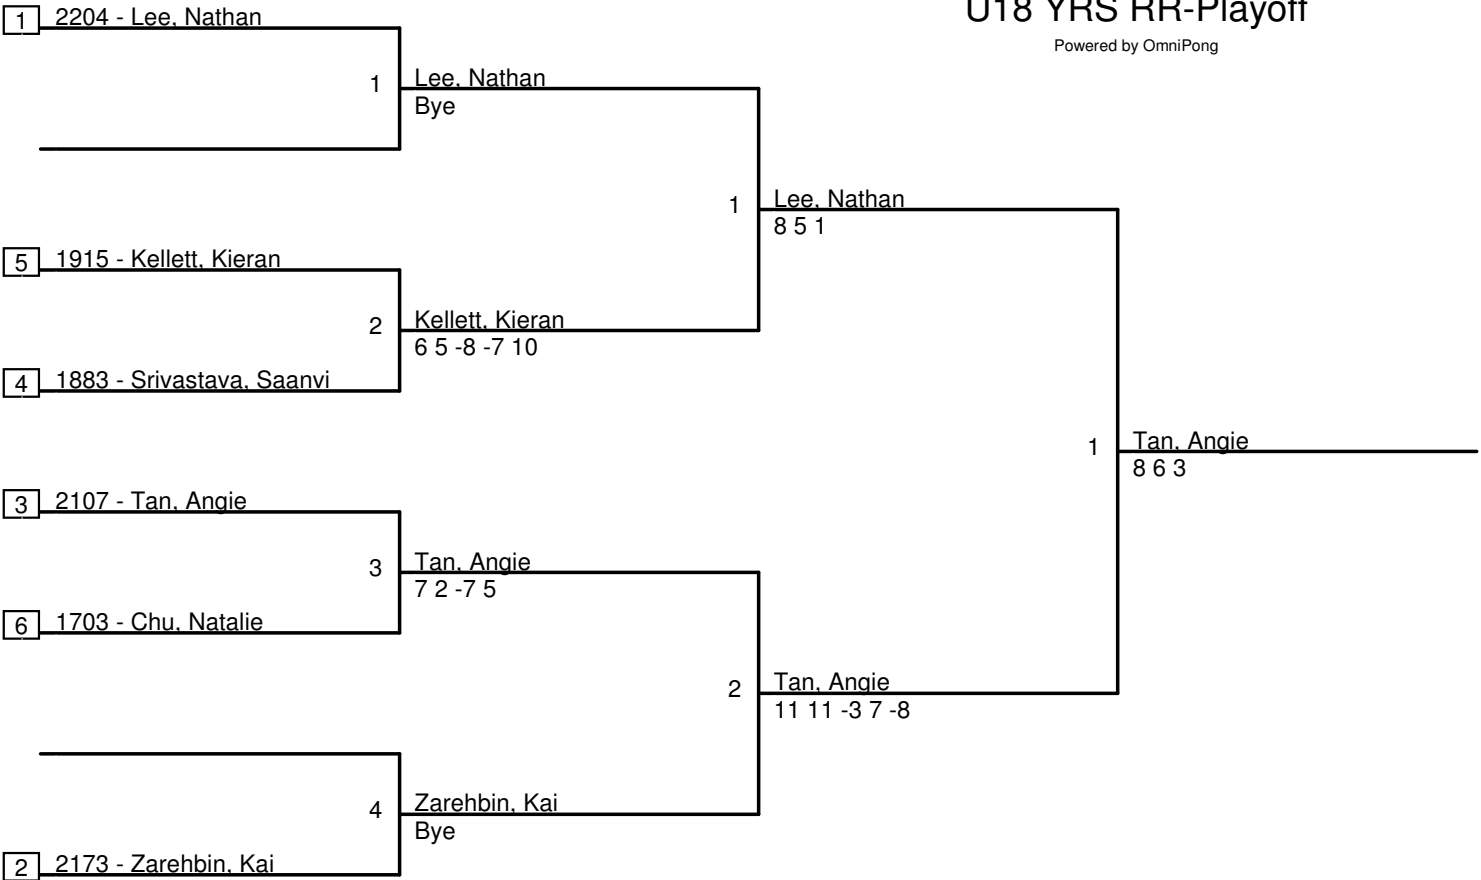 U18 YRS RR-Playoff
Powered by OmniPong
1 2204 - Lee, Nathan
1 Lee, Nathan
Bye
1 Lee, Nathan
8 5 1
5 1915 - Kellett, Kieran
2 Kellett, Kieran
6 5 -8 -7 10
4 1883 - Srivastava, Saanvi
1 Tan, Angie
8 6 3
3 2107 - Tan, Angie
3 Tan, Angie
7 2 -7 5
6 1703 - Chu, Natalie
2 Tan, Angie
11 11 -3 7 -8
4 Zarehbin, Kai
Bye
2 2173 - Zarehbin, Kai